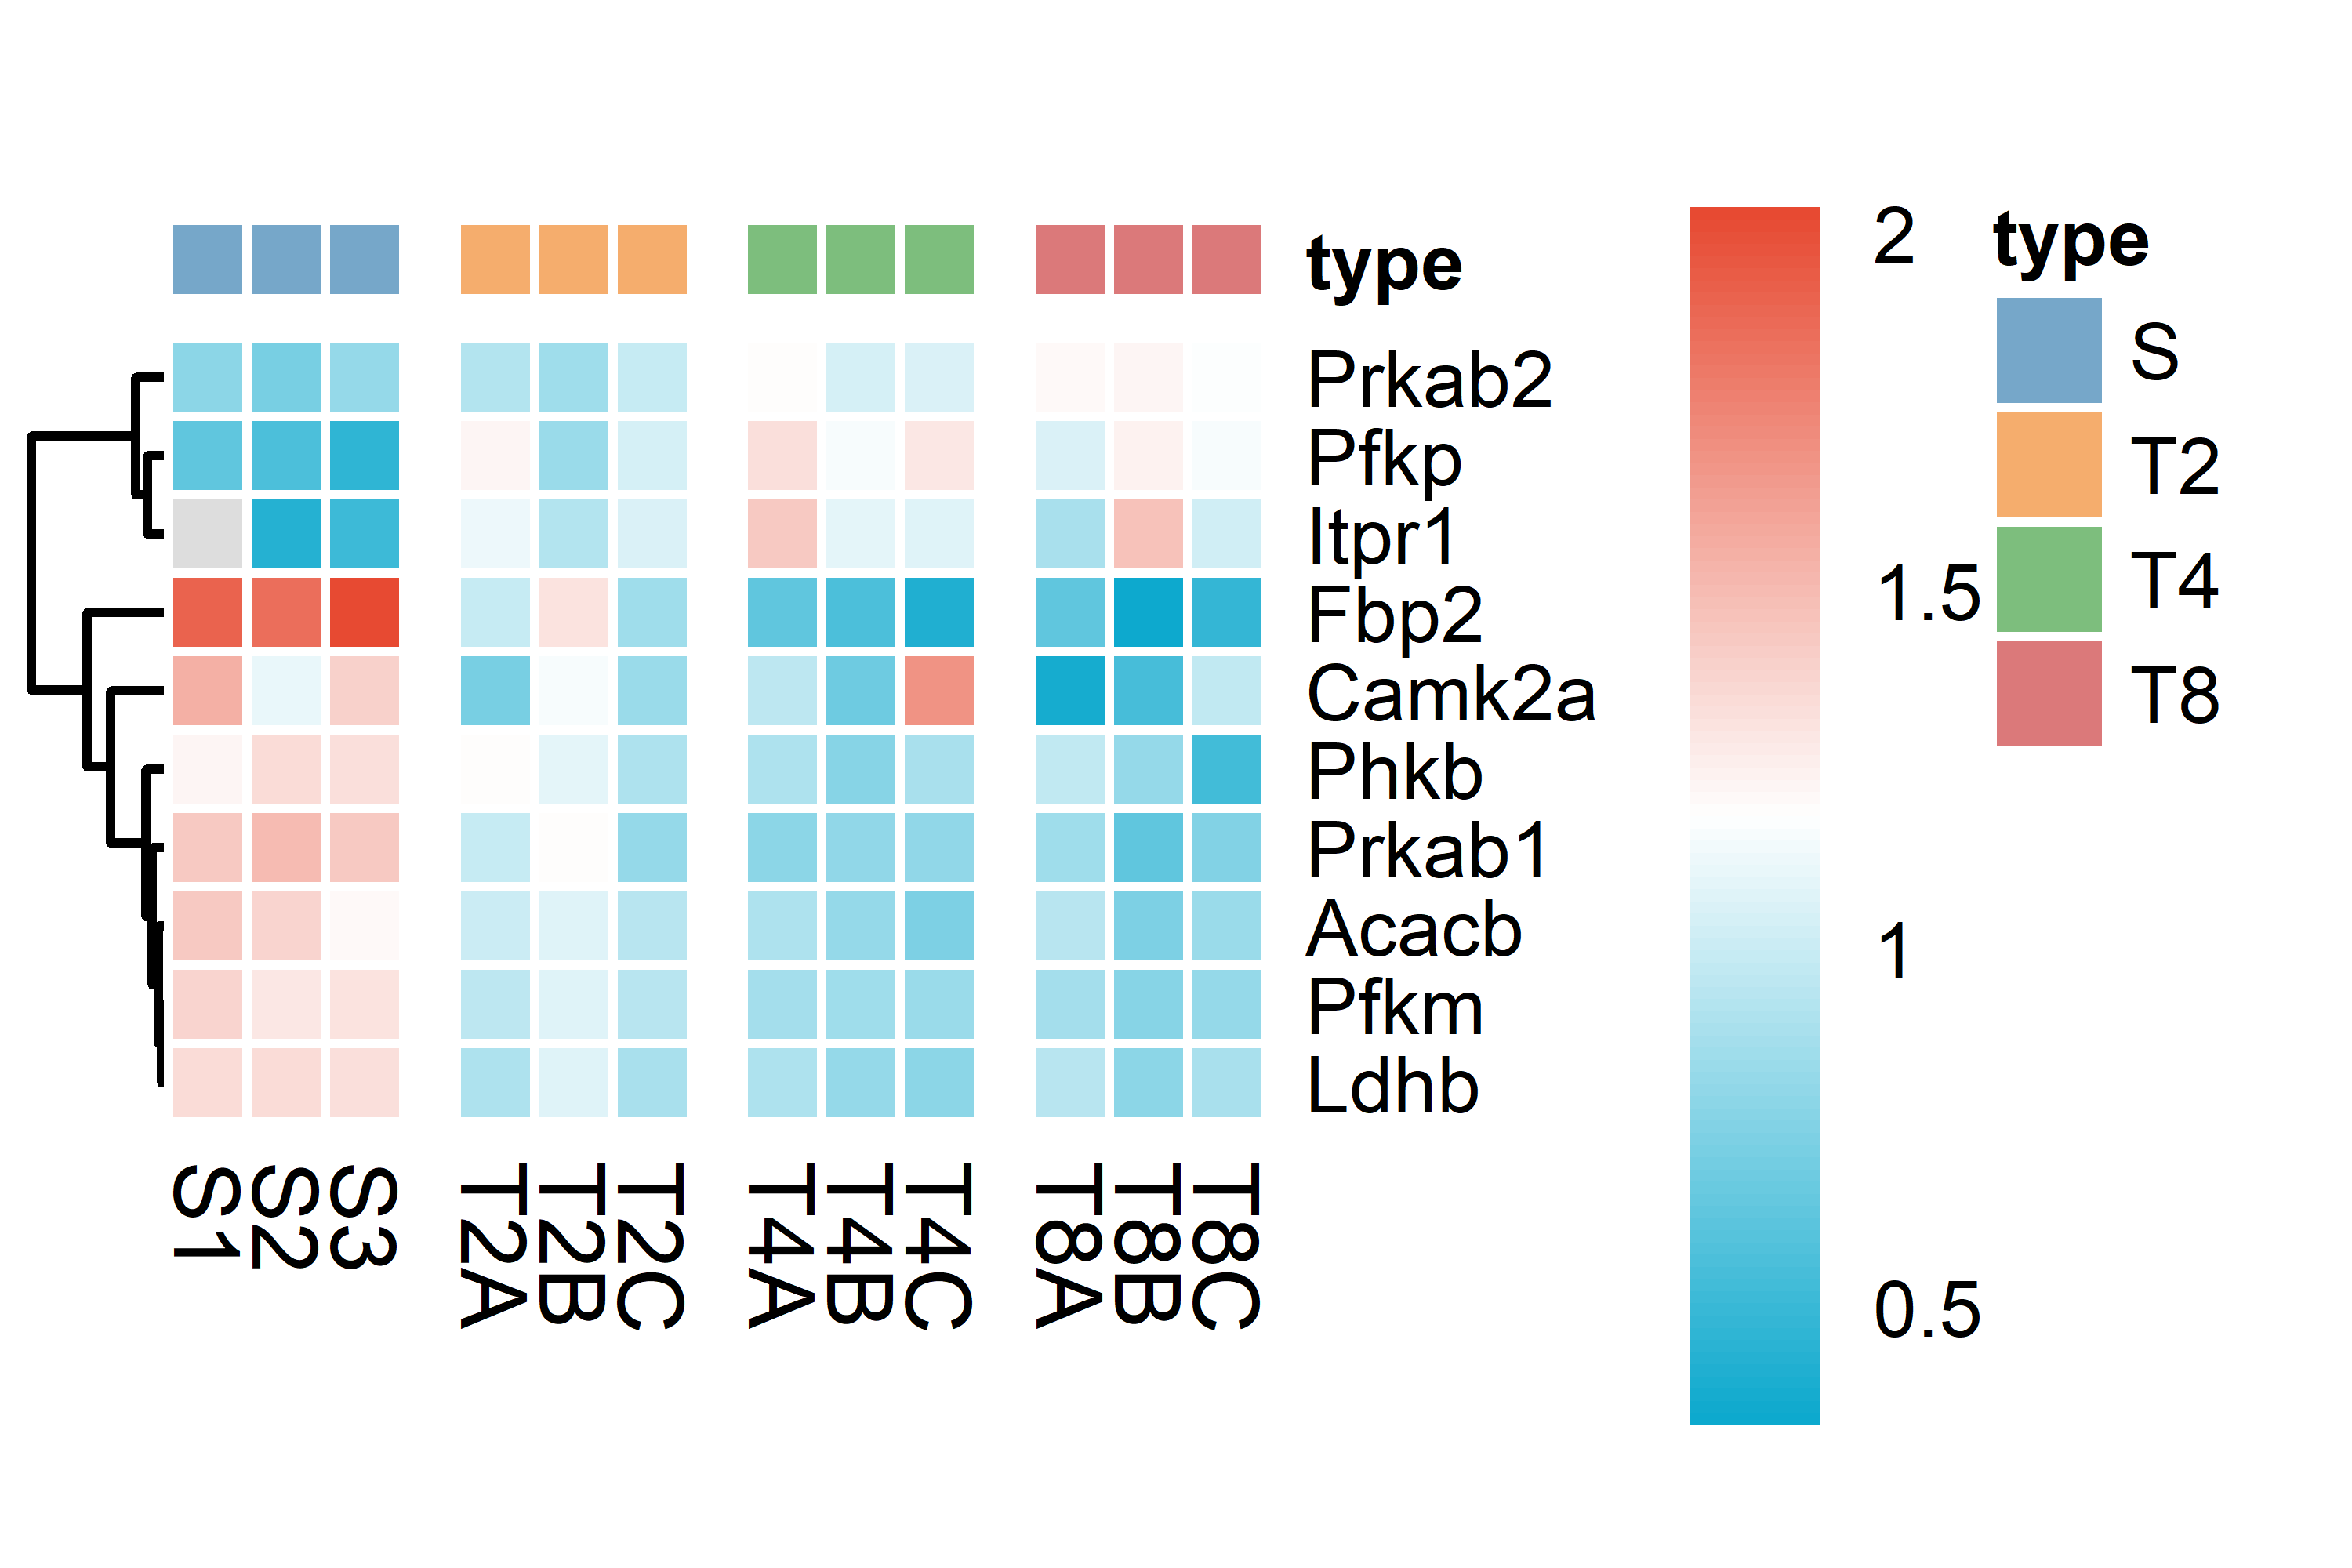 type
Prkab2
Pfkp
Itpr1
Fbp2
Camk2a
Phkb
Prkab1
Acacb
Pfkm
Ldhb
S1
S2
S3
T2A
T2B
T2C
T4A
T4B
T4C
T8A
T8B
T8C
2
1.5
1
0.5
type
S
T2
T4
T8